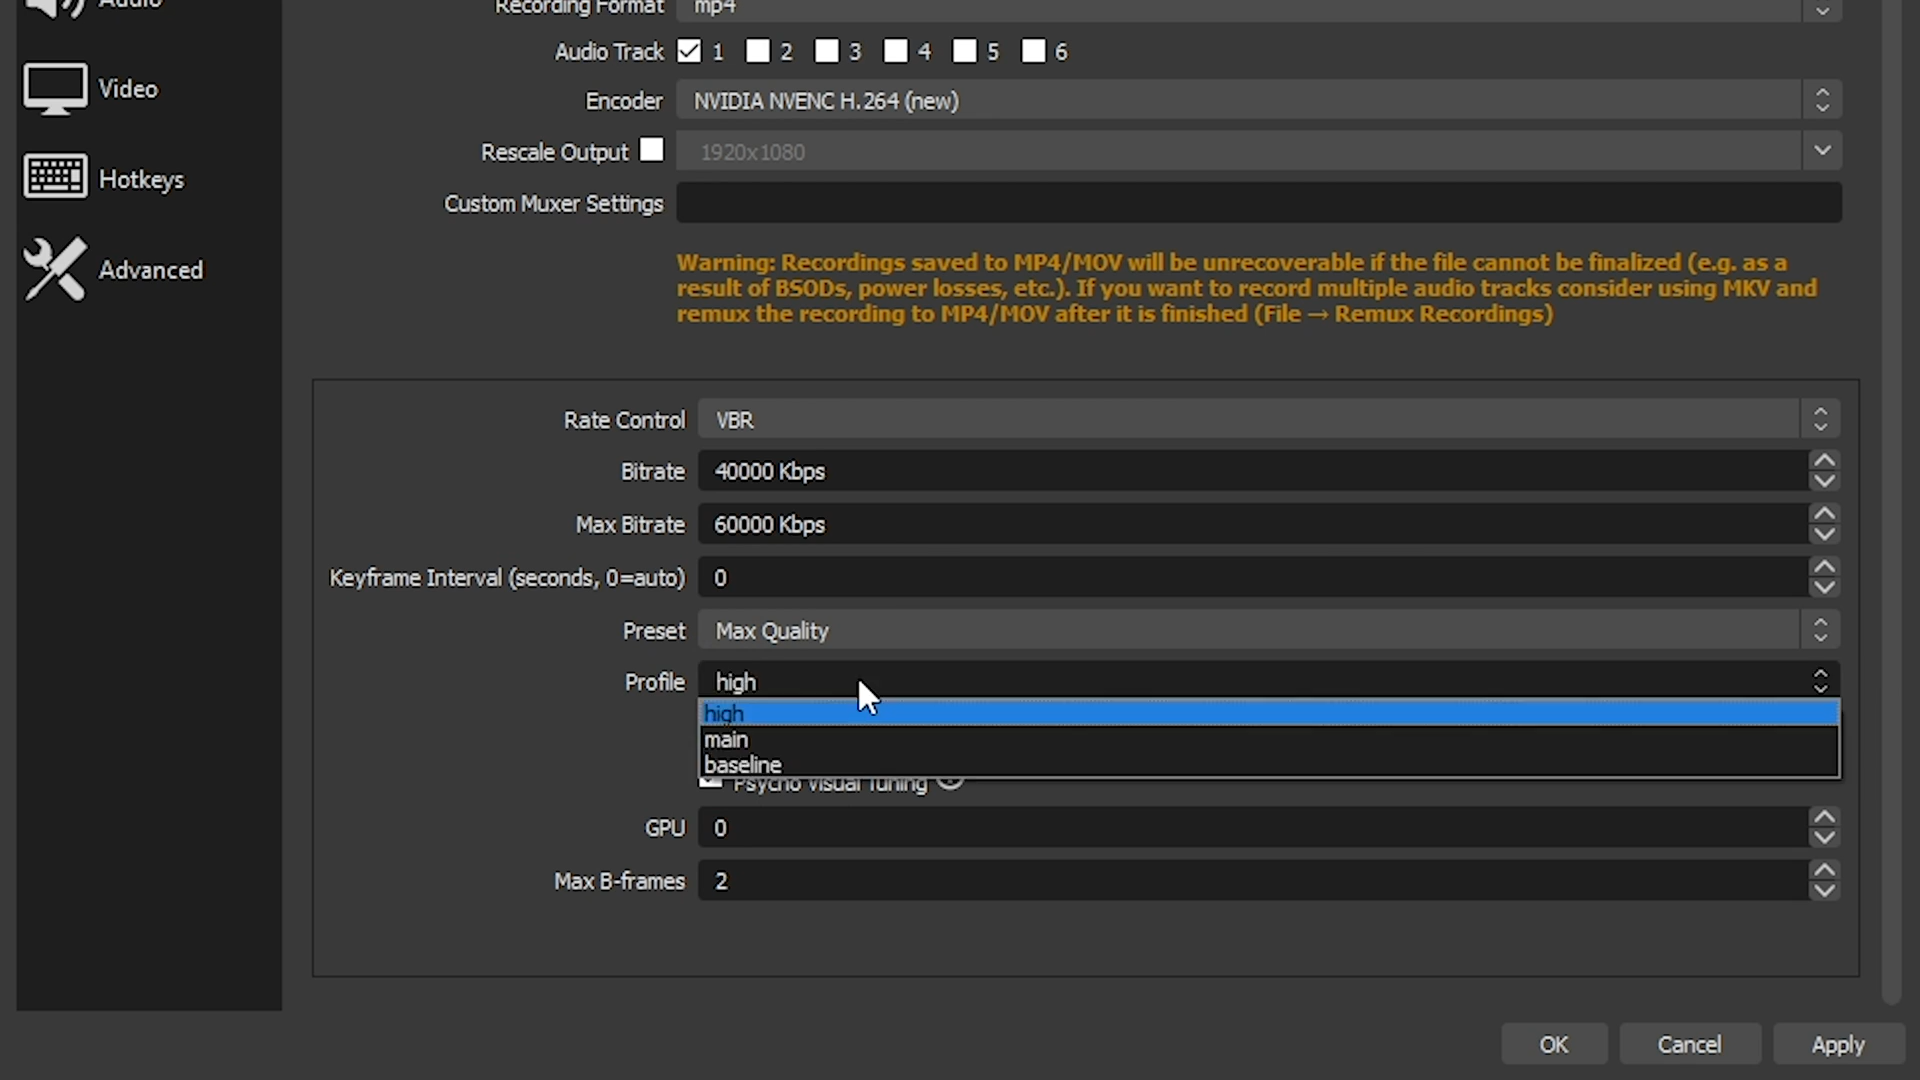 Audio
Recording Format mp4
Audio Track 1 2 3 4 5 6
Video
Encoder NVIDIA NVENC H.264 (new)
Rescale Output 1920x1080
Hotkeys
Custom Muxer Settings
Advanced
Warning: Recordings saved to MP4/MOV will be unrecoverable if the file cannot be finalized (e.g. as a
result of BSODs, power losses, etc.). If you want to record multiple audio tracks consider using MKV and
remux the recording to MP4/MOV after it is finished (File → Remux Recordings)
Rate Control VBR
Bitrate 40000 Kbps
Max Bitrate 60000 Kbps
Keyframe Interval (seconds, 0=auto) 0
Preset Max Quality
Profile high
high
main
baseline
Psycho Visual Tuning
GPU 0
Max B-frames 2
OK Cancel Apply